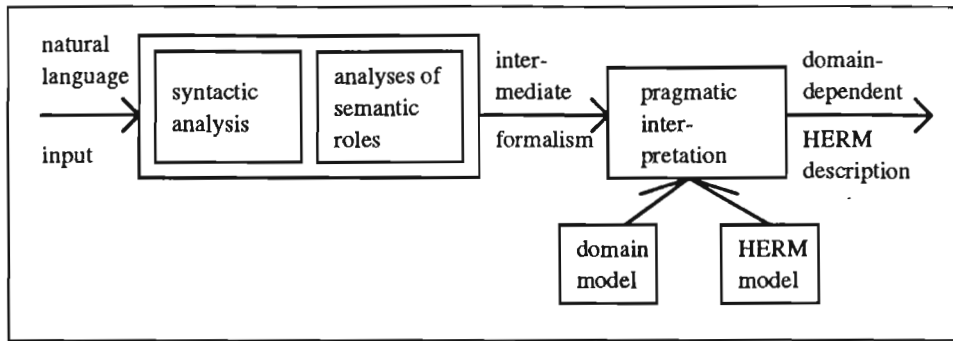 natural
language
input
syntactic
analysis
analyses of
semantic
roles
inter-
mediate
formalism
pragmatic
inter-
pretation
domain-
dependent
HERM
description
domain
model
HERM
model